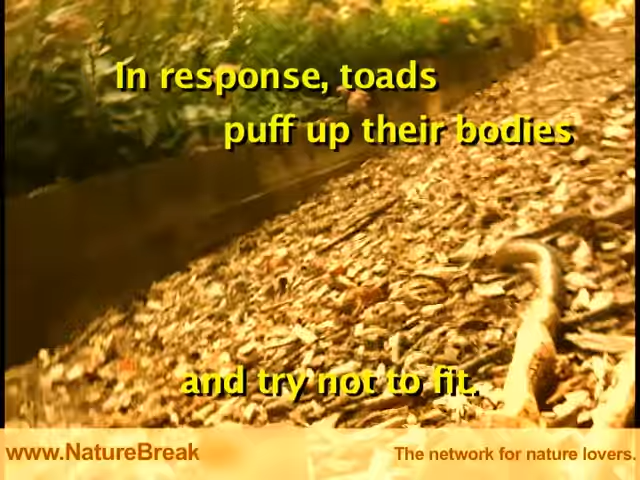 In response, toads
puff up their bodies
and try not to fit.
www.NatureBreak
The network for nature lovers.